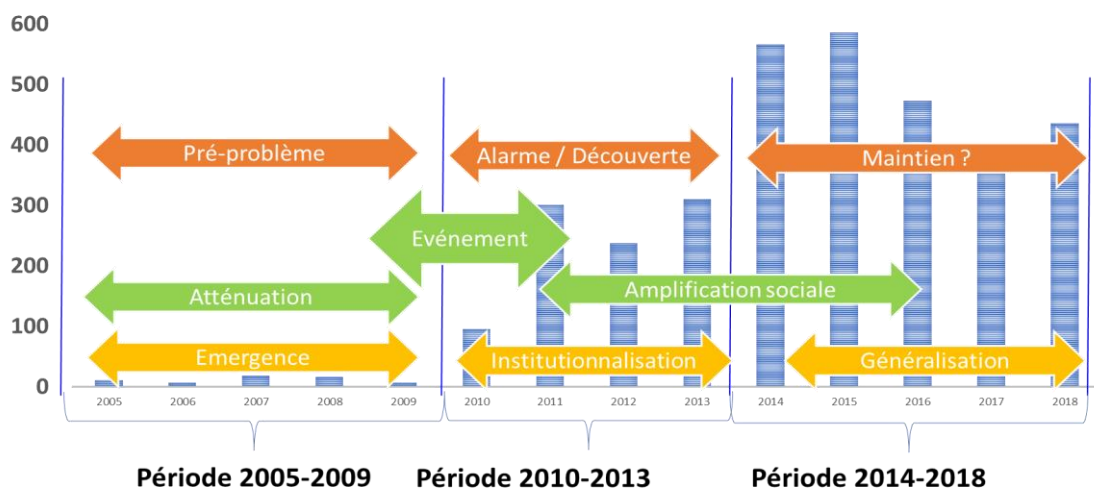 600
500
400
300
200
100
0
Pré-problème
Alarme / Découverte
Maintien ?
Evénement
Atténuation
Amplification sociale
Emergence
Institutionnalisation
Généralisation
2005 2006 2007 2008 2009 2010 2011 2012 2013 2014 2015 2016 2017 2018
Période 2005-2009 Période 2010-2013 Période 2014-2018